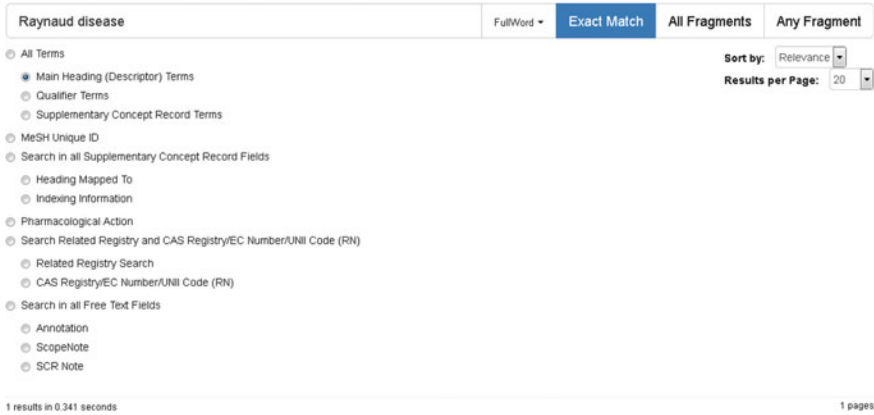 Raynaud disease FullWord Exact Match All Fragments Any Fragment
All Terms
Sort by: Relevance
Main Heading (Descriptor) Terms
Results per Page: 20
Qualifier Terms
Supplementary Concept Record Terms
MeSH Unique ID
Search in all Supplementary Concept Record Fields
Heading Mapped To
Indexing Information
Pharmacological Action
Search Related Registry and CAS Registry/EC Number/UNII Code (RN)
Related Registry Search
CAS Registry/EC Number/UNII Code (RN)
Search in all Free Text Fields
Annotation
ScopeNote
SCR Note
1 results in 0.341 seconds 1 pages